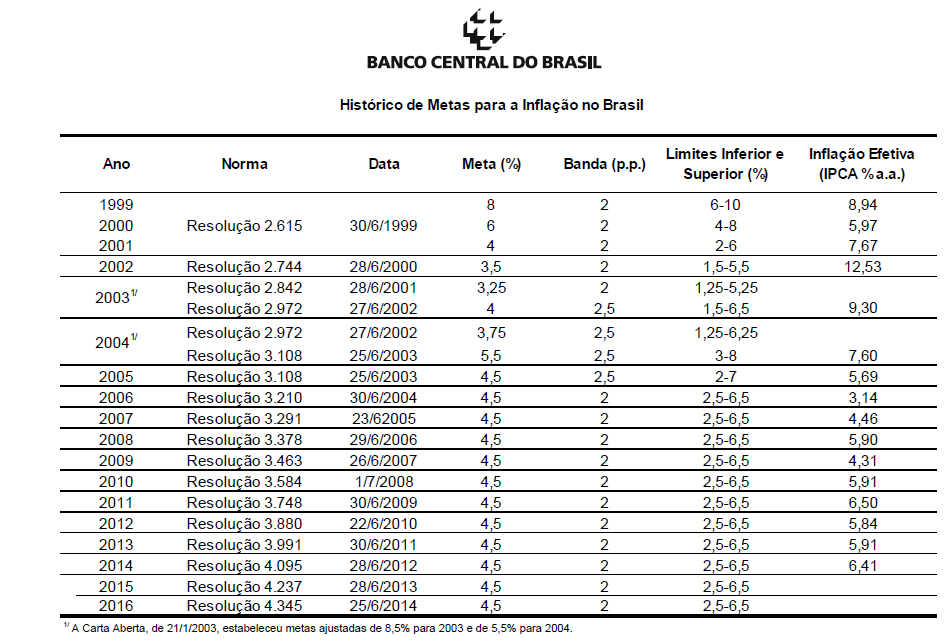 BANCO CENTRAL DO BRASIL
Histórico de Metas para a Inflação no Brasil
Ano Norma Data Meta (%) Banda (p.p.) Limites Inferior e Superior (%) Inflação Efetiva (IPCA % a.a.)
1999 8 2 6-10 8,94
2000 Resolução 2.615 30/6/1999 6 2 4-8 5,97
2001 4 2 2-6 7,67
2002 Resolução 2.744 28/6/2000 3,5 2 1,5-5,5 12,53
2003 1/ Resolução 2.842 28/6/2001 3,25 2 1,25-5,25
Resolução 2.972 27/6/2002 4 2,5 1,5-6,5 9,30
2004 1/ Resolução 2.972 27/6/2002 3,75 2,5 1,25-6,25
Resolução 3.108 25/6/2003 5,5 2,5 3-8 7,60
2005 Resolução 3.108 25/6/2003 4,5 2,5 2-7 5,69
2006 Resolução 3.210 30/6/2004 4,5 2 2,5-6,5 3,14
2007 Resolução 3.291 23/62005 4,5 2 2,5-6,5 4,46
2008 Resolução 3.378 29/6/2006 4,5 2 2,5-6,5 5,90
2009 Resolução 3.463 26/6/2007 4,5 2 2,5-6,5 4,31
2010 Resolução 3.584 1/7/2008 4,5 2 2,5-6,5 5,91
2011 Resolução 3.748 30/6/2009 4,5 2 2,5-6,5 6,50
2012 Resolução 3.880 22/6/2010 4,5 2 2,5-6,5 5,84
2013 Resolução 3.991 30/6/2011 4,5 2 2,5-6,5 5,91
2014 Resolução 4.095 28/6/2012 4,5 2 2,5-6,5 6,41
2015 Resolução 4.237 28/6/2013 4,5 2 2,5-6,5
2016 Resolução 4.345 25/6/2014 4,5 2 2,5-6,5
1/ A Carta Aberta, de 21/1/2003, estabeleceu metas ajustadas de 8,5% para 2003 e de 5,5% para 2004.